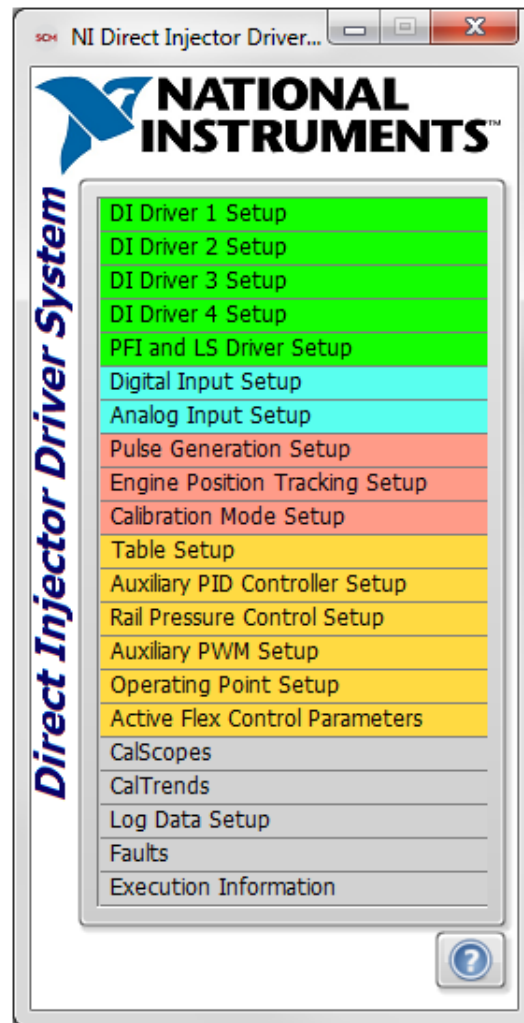 SCM NI Direct Injector Driver...
NATIONAL
INSTRUMENTS™
Direct Injector Driver System
DI Driver 1 Setup
DI Driver 2 Setup
DI Driver 3 Setup
DI Driver 4 Setup
PFI and LS Driver Setup
Digital Input Setup
Analog Input Setup
Pulse Generation Setup
Engine Position Tracking Setup
Calibration Mode Setup
Table Setup
Auxiliary PID Controller Setup
Rail Pressure Control Setup
Auxiliary PWM Setup
Operating Point Setup
Active Flex Control Parameters
CalScopes
CalTrends
Log Data Setup
Faults
Execution Information
?